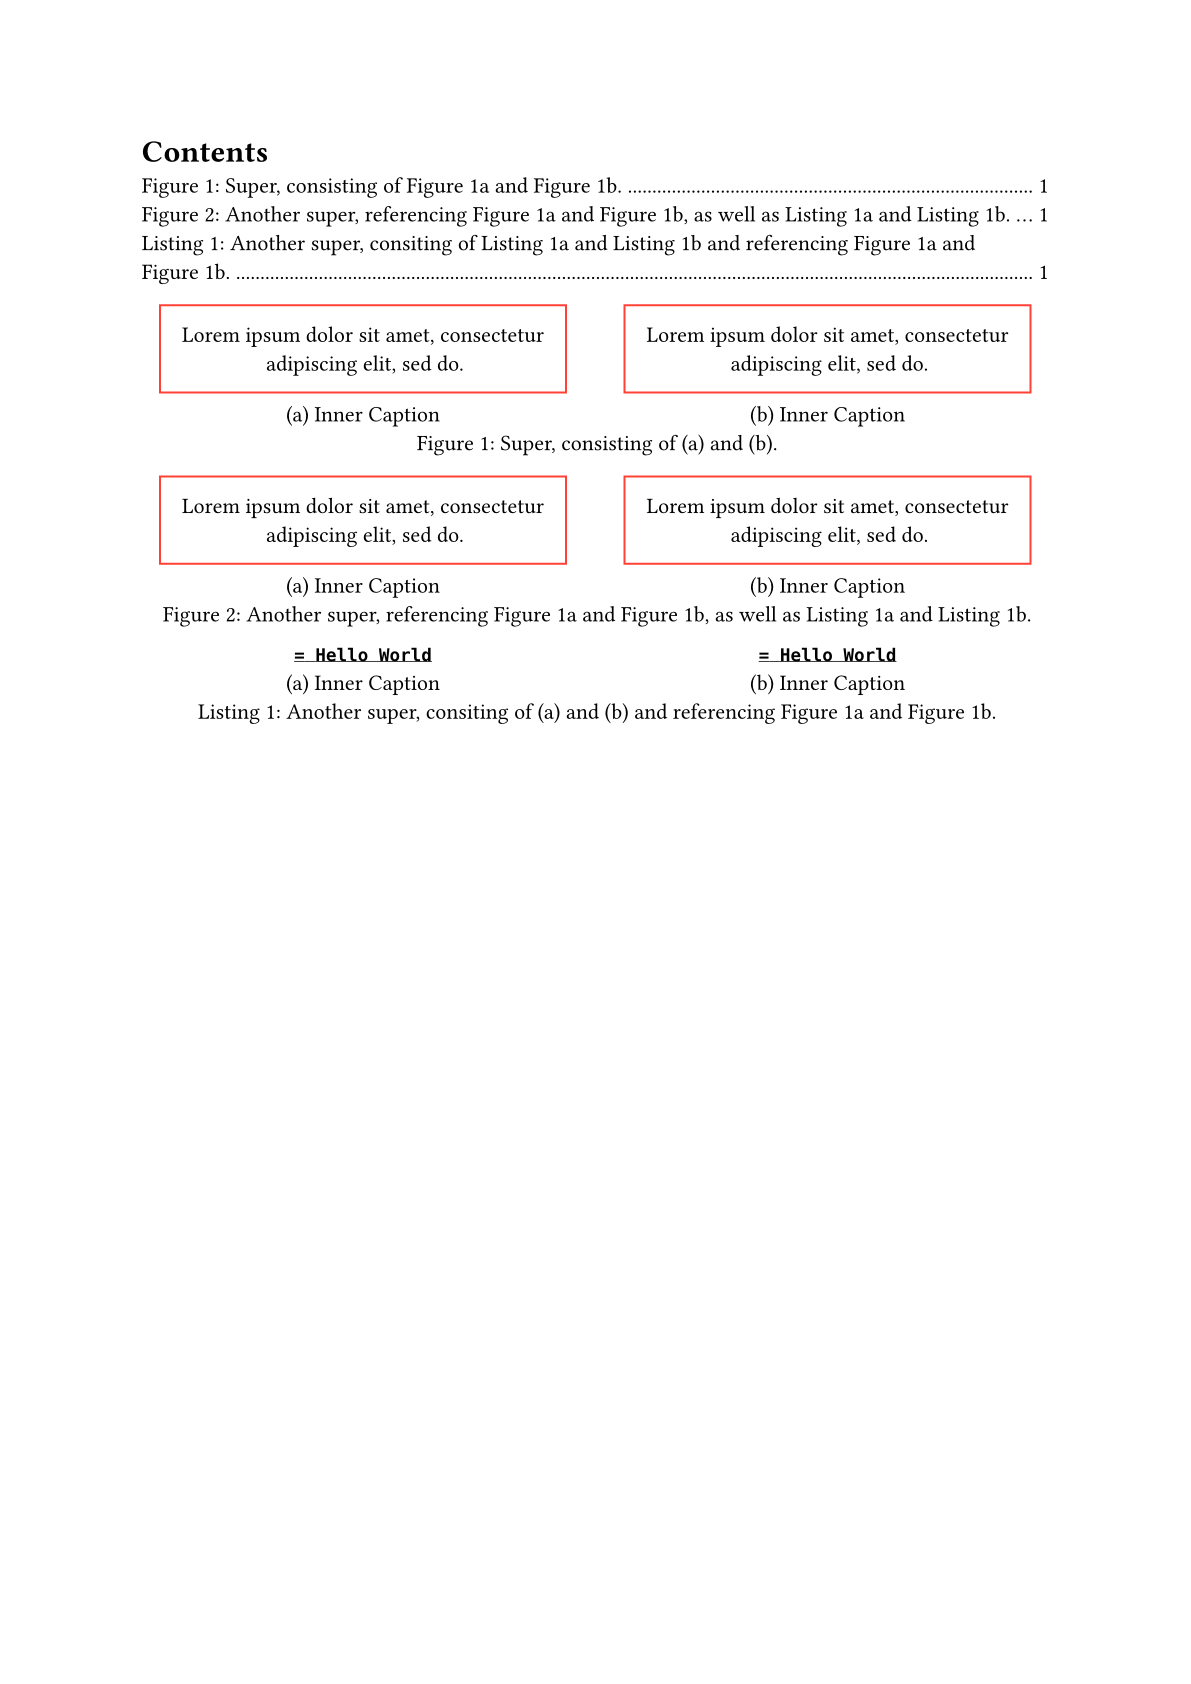 Contents
Figure 1: Super, consisting of Figure 1a and Figure 1b. ........................................................................................ 1
Figure 2: Another super, referencing Figure 1a and Figure 1b, as well as Listing 1a and Listing 1b. ... 1
Listing 1: Another super, consiting of Listing 1a and Listing 1b and referencing Figure 1a and
Figure 1b. ........................................................................................................................................................................ 1
Lorem ipsum dolor sit amet, consectetur
adipiscing elit, sed do.
(a) Inner Caption
Lorem ipsum dolor sit amet, consectetur
adipiscing elit, sed do.
(b) Inner Caption
Figure 1: Super, consisting of (a) and (b).
Lorem ipsum dolor sit amet, consectetur
adipiscing elit, sed do.
(a) Inner Caption
Lorem ipsum dolor sit amet, consectetur
adipiscing elit, sed do.
(b) Inner Caption
Figure 2: Another super, referencing Figure 1a and Figure 1b, as well as Listing 1a and Listing 1b.
= Hello World
(a) Inner Caption
= Hello World
(b) Inner Caption
Listing 1: Another super, consiting of (a) and (b) and referencing Figure 1a and Figure 1b.